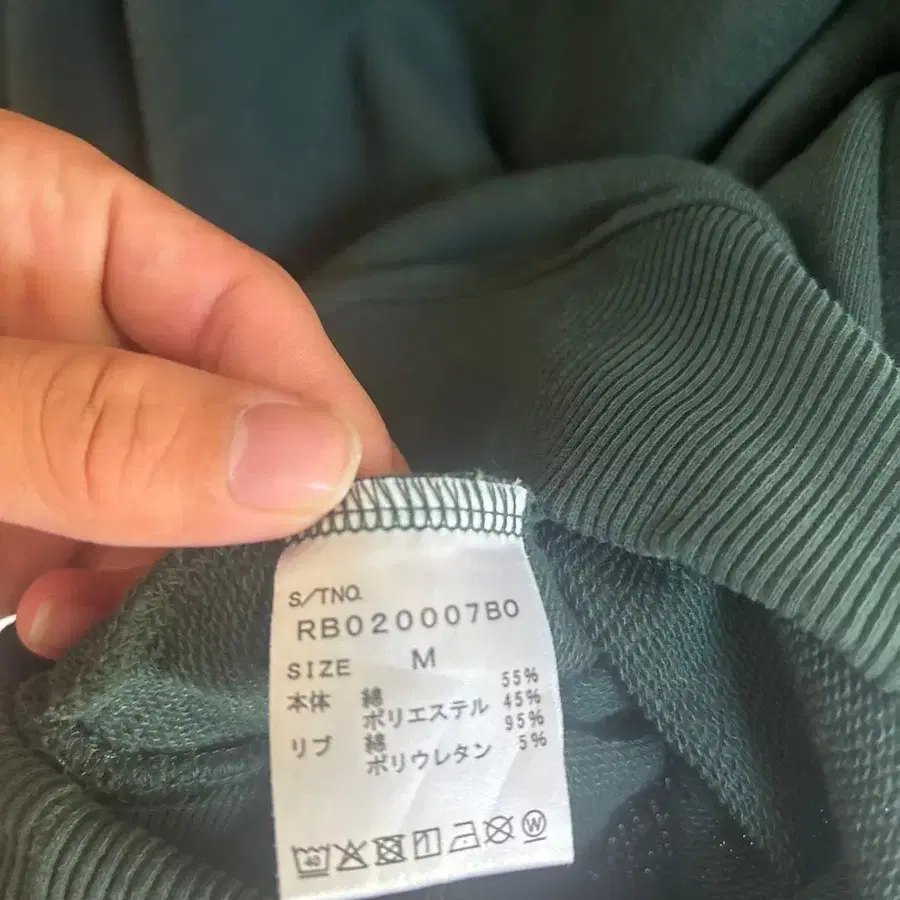 S/TNO.
RB020007B0
SIZE M
本体 綿 55%
ポリエステル 45%
リブ 綿 95%
ポリウレタン 5%
40 W